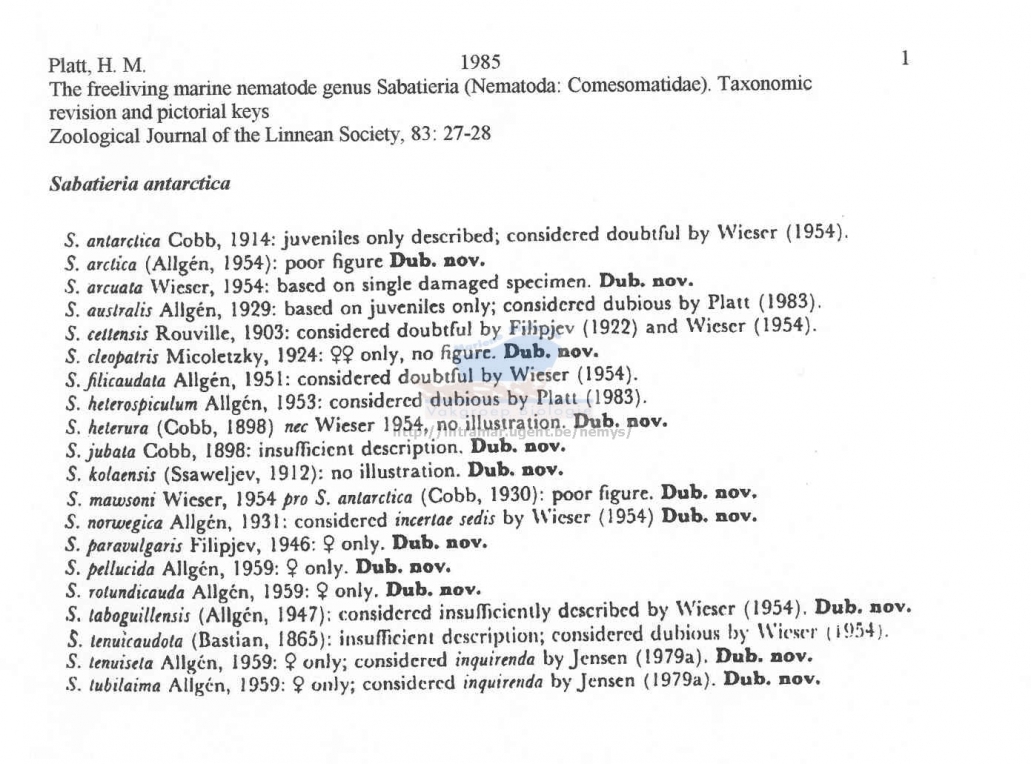 Platt, H. M. 1985 1
The freeliving marine nematode genus Sabatieria (Nematoda: Comesomatidae). Taxonomic
revision and pictorial keys
Zoological Journal of the Linnean Society, 83: 27-28
Sabatieria antarctica
S. antarctica Cobb, 1914: juveniles only described; considered doubtful by Wieser (1954).
S. arctica (Allgén, 1954): poor figure Dub. nov.
S. arcuata Wieser, 1954: based on single damaged specimen. Dub. nov.
S. australis Allgén, 1929: based on juveniles only; considered dubious by Platt (1983).
S. cettensis Rouville, 1903: considered doubtful by Filipjev (1922) and Wieser (1954).
S. cleopatris Micoletzky, 1924: ♀♀ only, no figure. Dub. nov.
S. filicaudata Allgén, 1951: considered doubtful by Wieser (1954).
S. heterospiculum Allgén, 1953: considered dubious by Platt (1983).
Vakgroep Biologie
S. heterura (Cobb, 1898) nec Wieser 1954, no illustration. Dub. nov.
http://intramar.ugent.be/nemys/
S. jubata Cobb, 1898: insufficient description. Dub. nov.
S. kolaensis (Ssaweljev, 1912): no illustration. Dub. nov.
S. mawsoni Wieser, 1954 pro S. antarctica (Cobb, 1930): poor figure. Dub. nov.
S. norwegica Allgén, 1931: considered incertae sedis by Wieser (1954) Dub. nov.
S. paravulgaris Filipjev, 1946: ♀ only. Dub. nov.
S. pellucida Allgén, 1959: ♀ only. Dub. nov.
S. rotundicauda Allgén, 1959: ♀ only. Dub. nov.
S. taboguillensis (Allgén, 1947): considered insufficiently described by Wieser (1954). Dub. nov.
S. tenuicaudata (Bastian, 1865): insufficient description; considered dubious by Wieser (1954).
S. tenuiseta Allgén, 1959: ♀ only; considered inquirenda by Jensen (1979a). Dub. nov.
S. tubilaima Allgén, 1959: ♀ only; considered inquirenda by Jensen (1979a). Dub. nov.